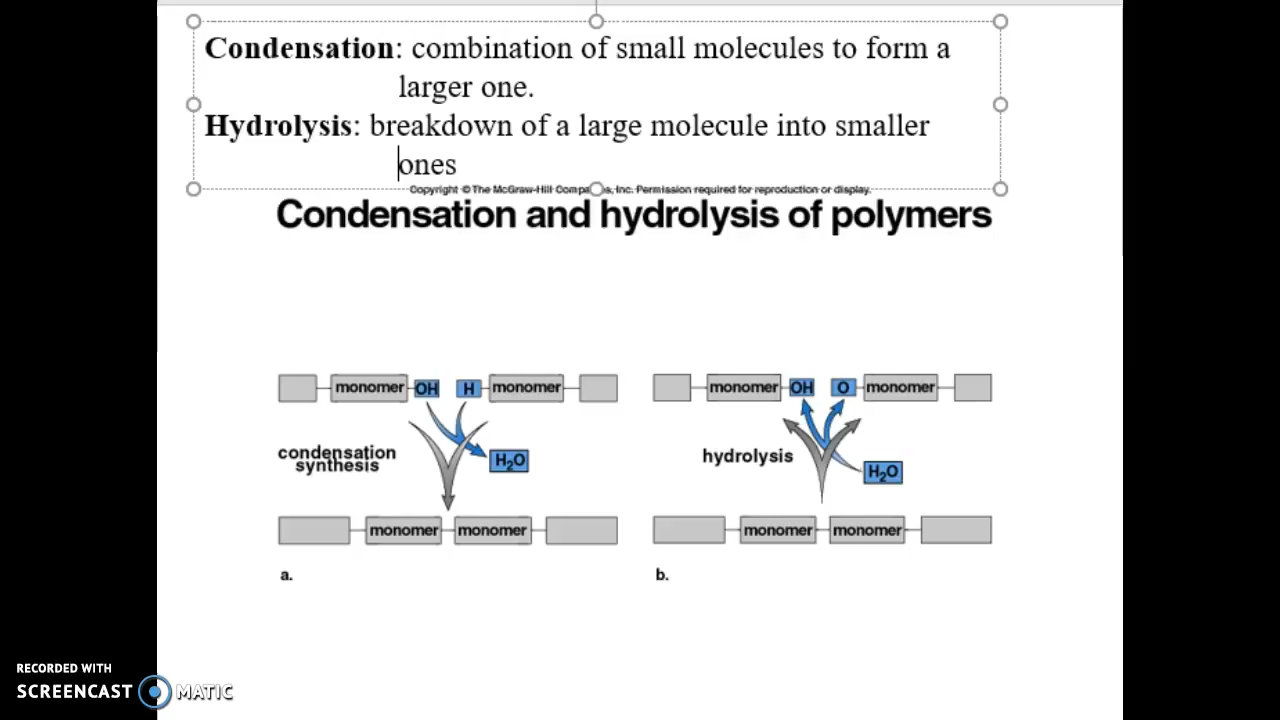 Condensation: combination of small molecules to form a
larger one.
Hydrolysis: breakdown of a large molecule into smaller
ones
Copyright © The McGraw-Hill Compa s, Inc. Permission required for reproduction or display.
Condensation and hydrolysis of polymers
monomer OH H monomer
condensation
synthesis
H2O
monomer monomer
a.
monomer OH O monomer
hydrolysis
H2O
monomer monomer
b.
RECORDED WITH
SCREENCAST MATIC